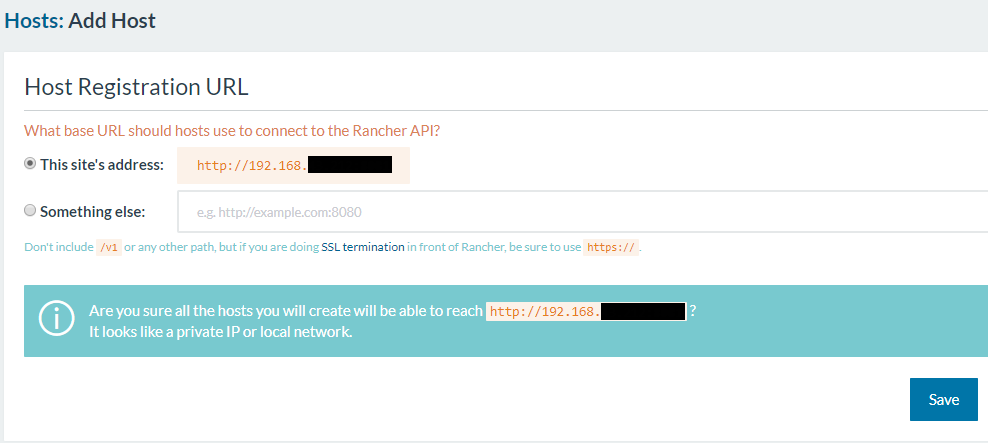 Hosts: Add Host
Host Registration URL
What base URL should hosts use to connect to the Rancher API?
This site's address: http://192.168.
Something else: e.g. http://example.com:8080
Don't include /v1 or any other path, but if you are doing SSL termination in front of Rancher, be sure to use https:// .
Are you sure all the hosts you will create will be able to reach http://192.168. ?
It looks like a private IP or local network.
Save